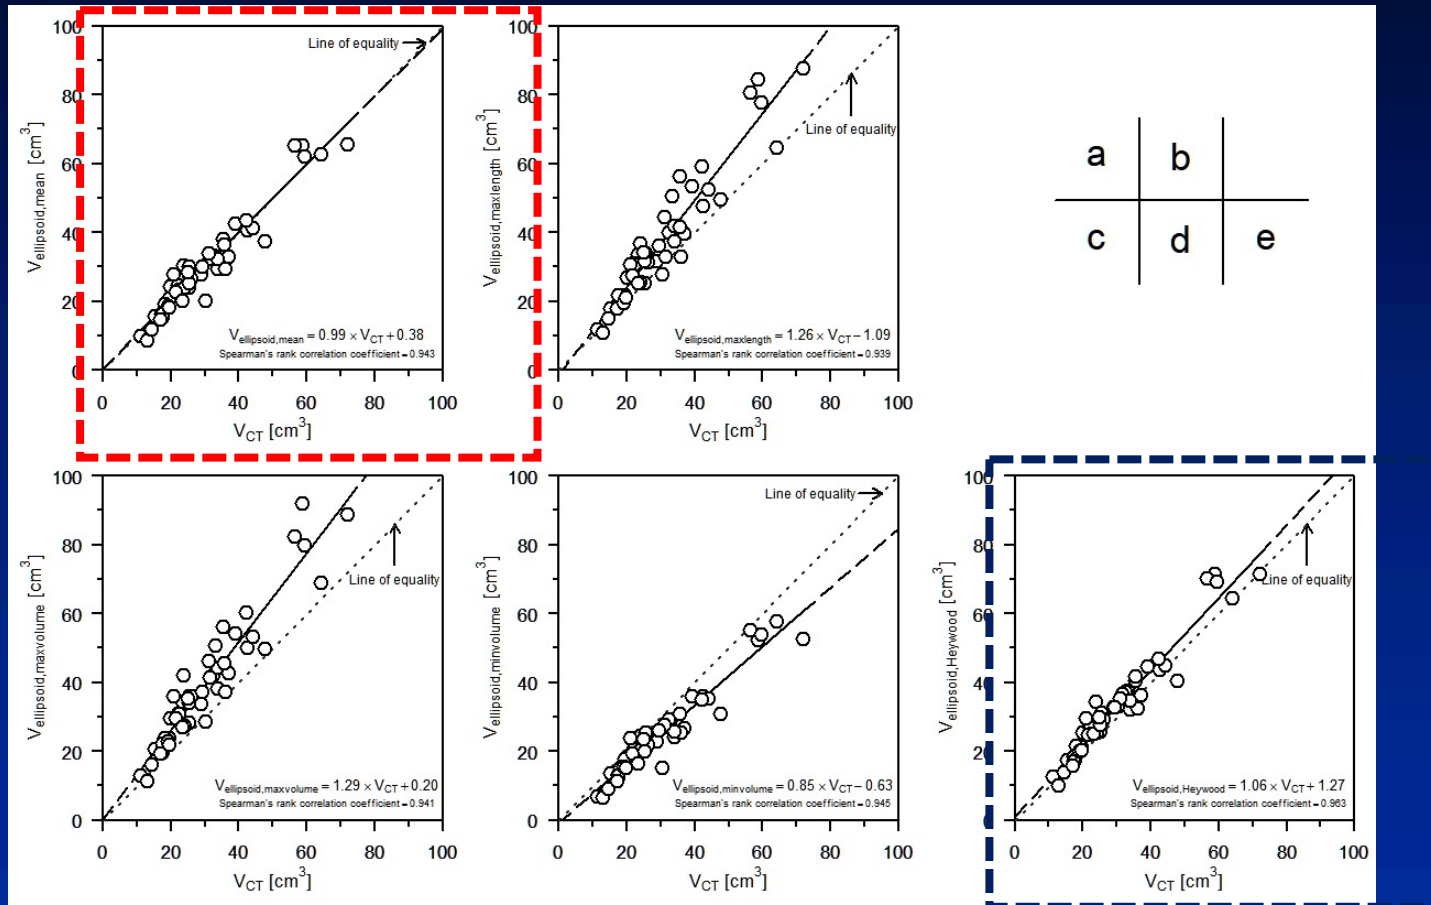 100
80
60
40
20
0
0 20 40 60 80 100
V_ellipsoid,mean [cm³]
V_CT [cm³]
Line of equality
V_ellipsoid,mean = 0.99 × V_CT + 0.38
Spearman's rank correlation coefficient = 0.943
100
80
60
40
20
0
0 20 40 60 80 100
V_ellipsoid,maxlength [cm³]
V_CT [cm³]
Line of equality
V_ellipsoid,maxlength = 1.26 × V_CT − 1.09
Spearman's rank correlation coefficient = 0.939
a b
c d e
100
80
60
40
20
0
0 20 40 60 80 100
V_ellipsoid,maxvolume [cm³]
V_CT [cm³]
Line of equality
V_ellipsoid,maxvolume = 1.29 × V_CT + 0.20
Spearman's rank correlation coefficient = 0.941
100
80
60
40
20
0
0 20 40 60 80 100
V_ellipsoid,minvolume [cm³]
V_CT [cm³]
Line of equality
V_ellipsoid,minvolume = 0.85 × V_CT − 0.63
Spearman's rank correlation coefficient = 0.945
100
80
60
40
20
0
0 20 40 60 80 100
V_ellipsoid,Heywood [cm³]
V_CT [cm³]
Line of equality
V_ellipsoid,Heywood = 1.06 × V_CT + 1.27
Spearman's rank correlation coefficient = 0.963